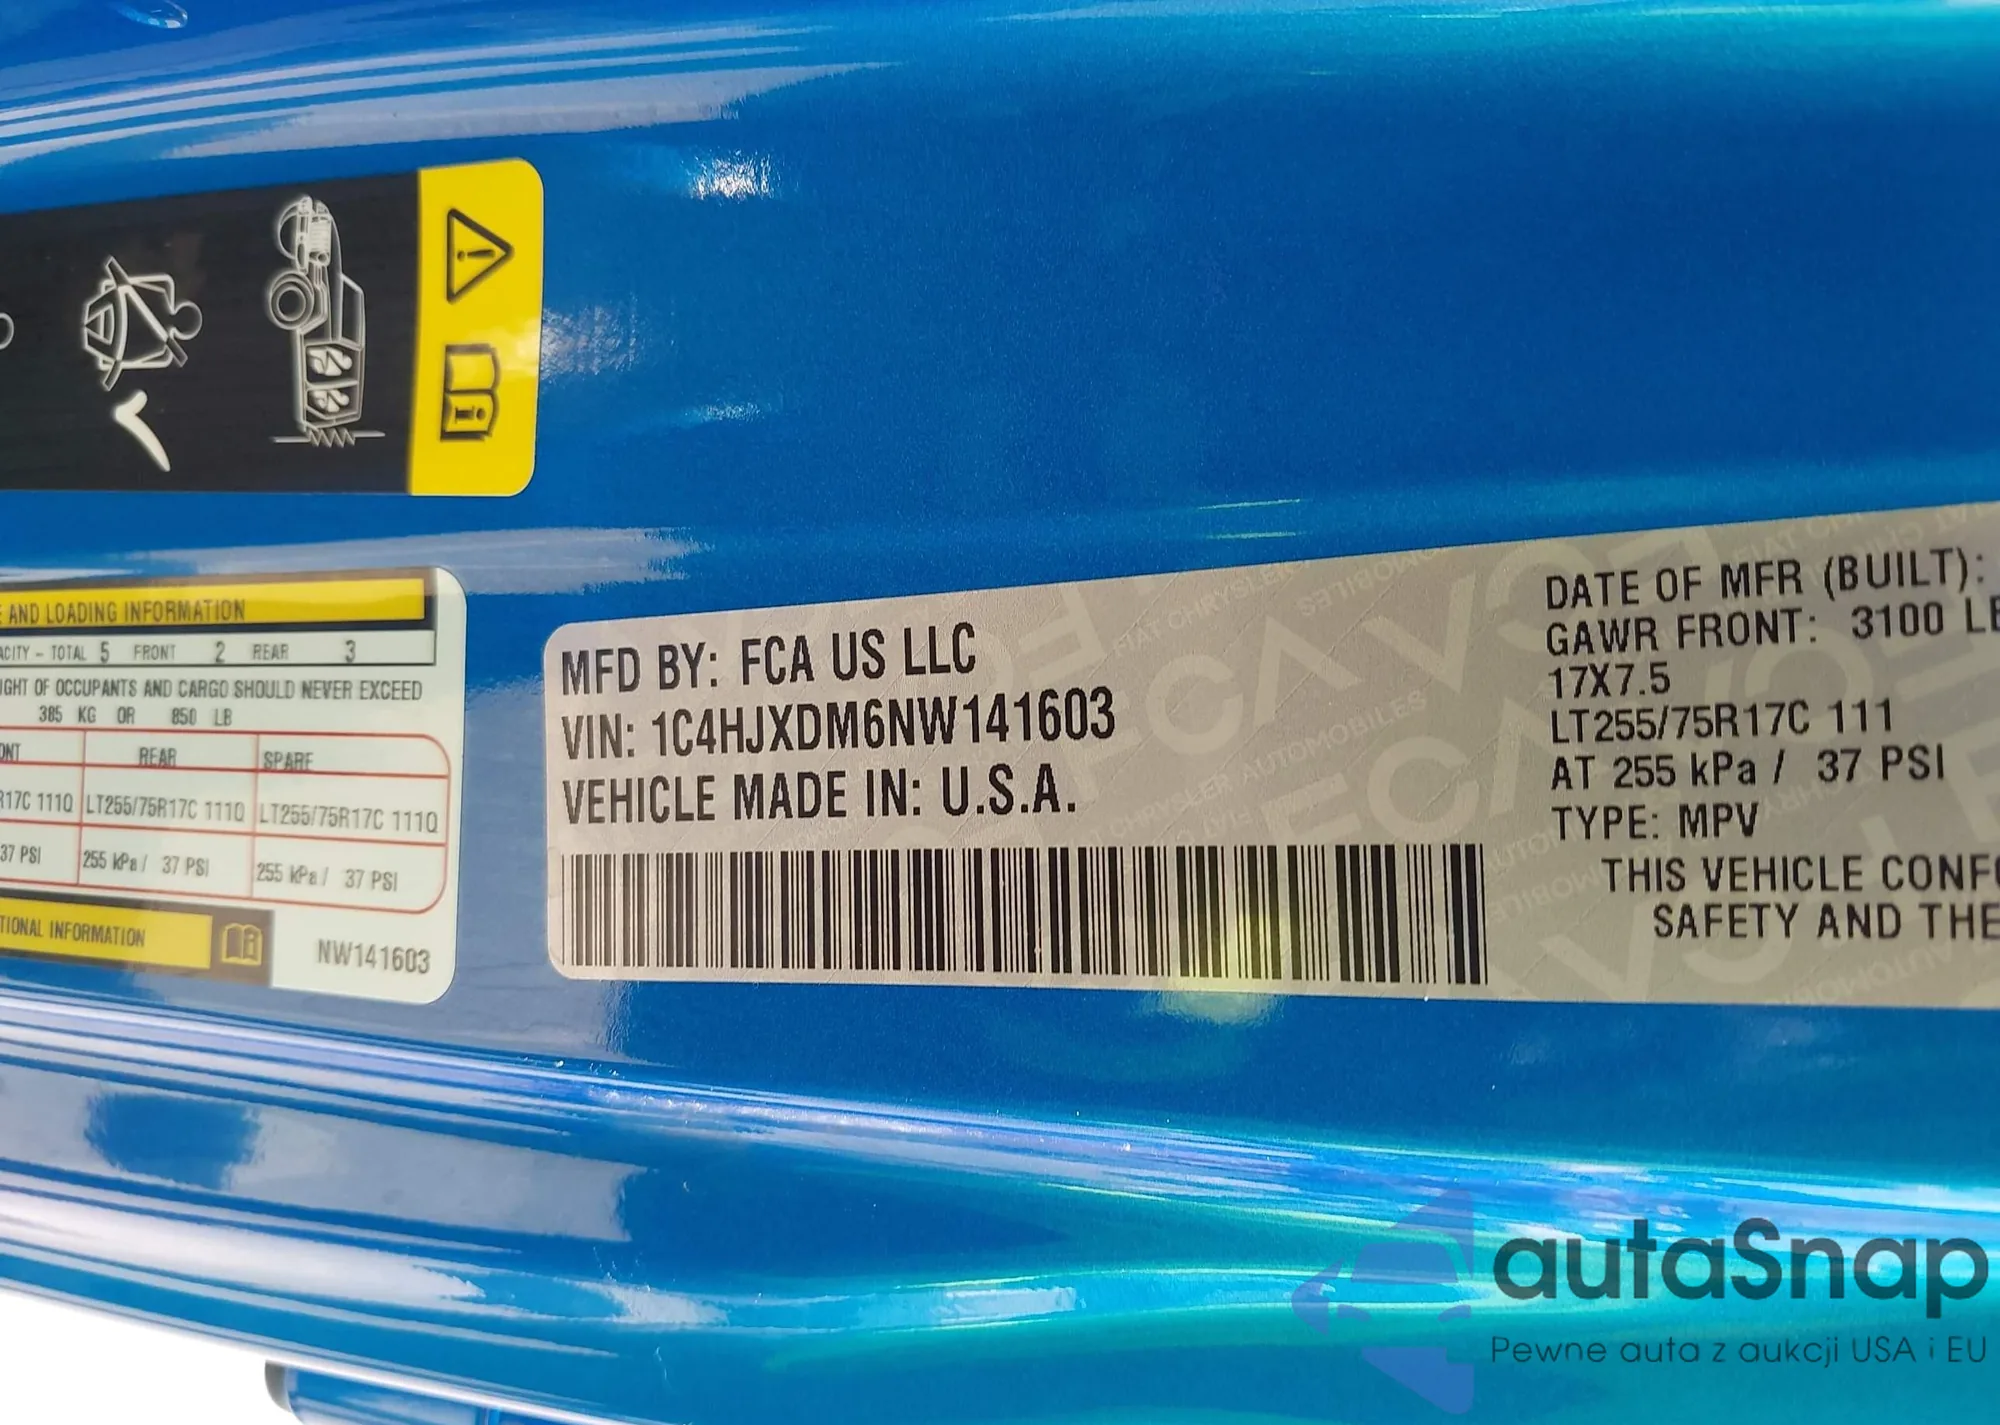 E AND LOADING INFORMATION
ACITY - TOTAL 5 FRONT 2 REAR 3
IGHT OF OCCUPANTS AND CARGO SHOULD NEVER EXCEED
385 KG OR 850 LB
ONT REAR SPARE
R17C 111Q LT255/75R17C 111Q LT255/75R17C 111Q
37 PSI 255 kPa / 37 PSI 255 kPa / 37 PSI
TIONAL INFORMATION
NW141603
MFD BY: FCA US LLC
VIN: 1C4HJXDM6NW141603
VEHICLE MADE IN: U.S.A.
DATE OF MFR (BUILT):
GAWR FRONT: 3100 LB
17X7.5
LT255/75R17C 111
AT 255 kPa / 37 PSI
TYPE: MPV
THIS VEHICLE CONFO
SAFETY AND THE
autaSnap
Pewne auta z aukcji USA i EU